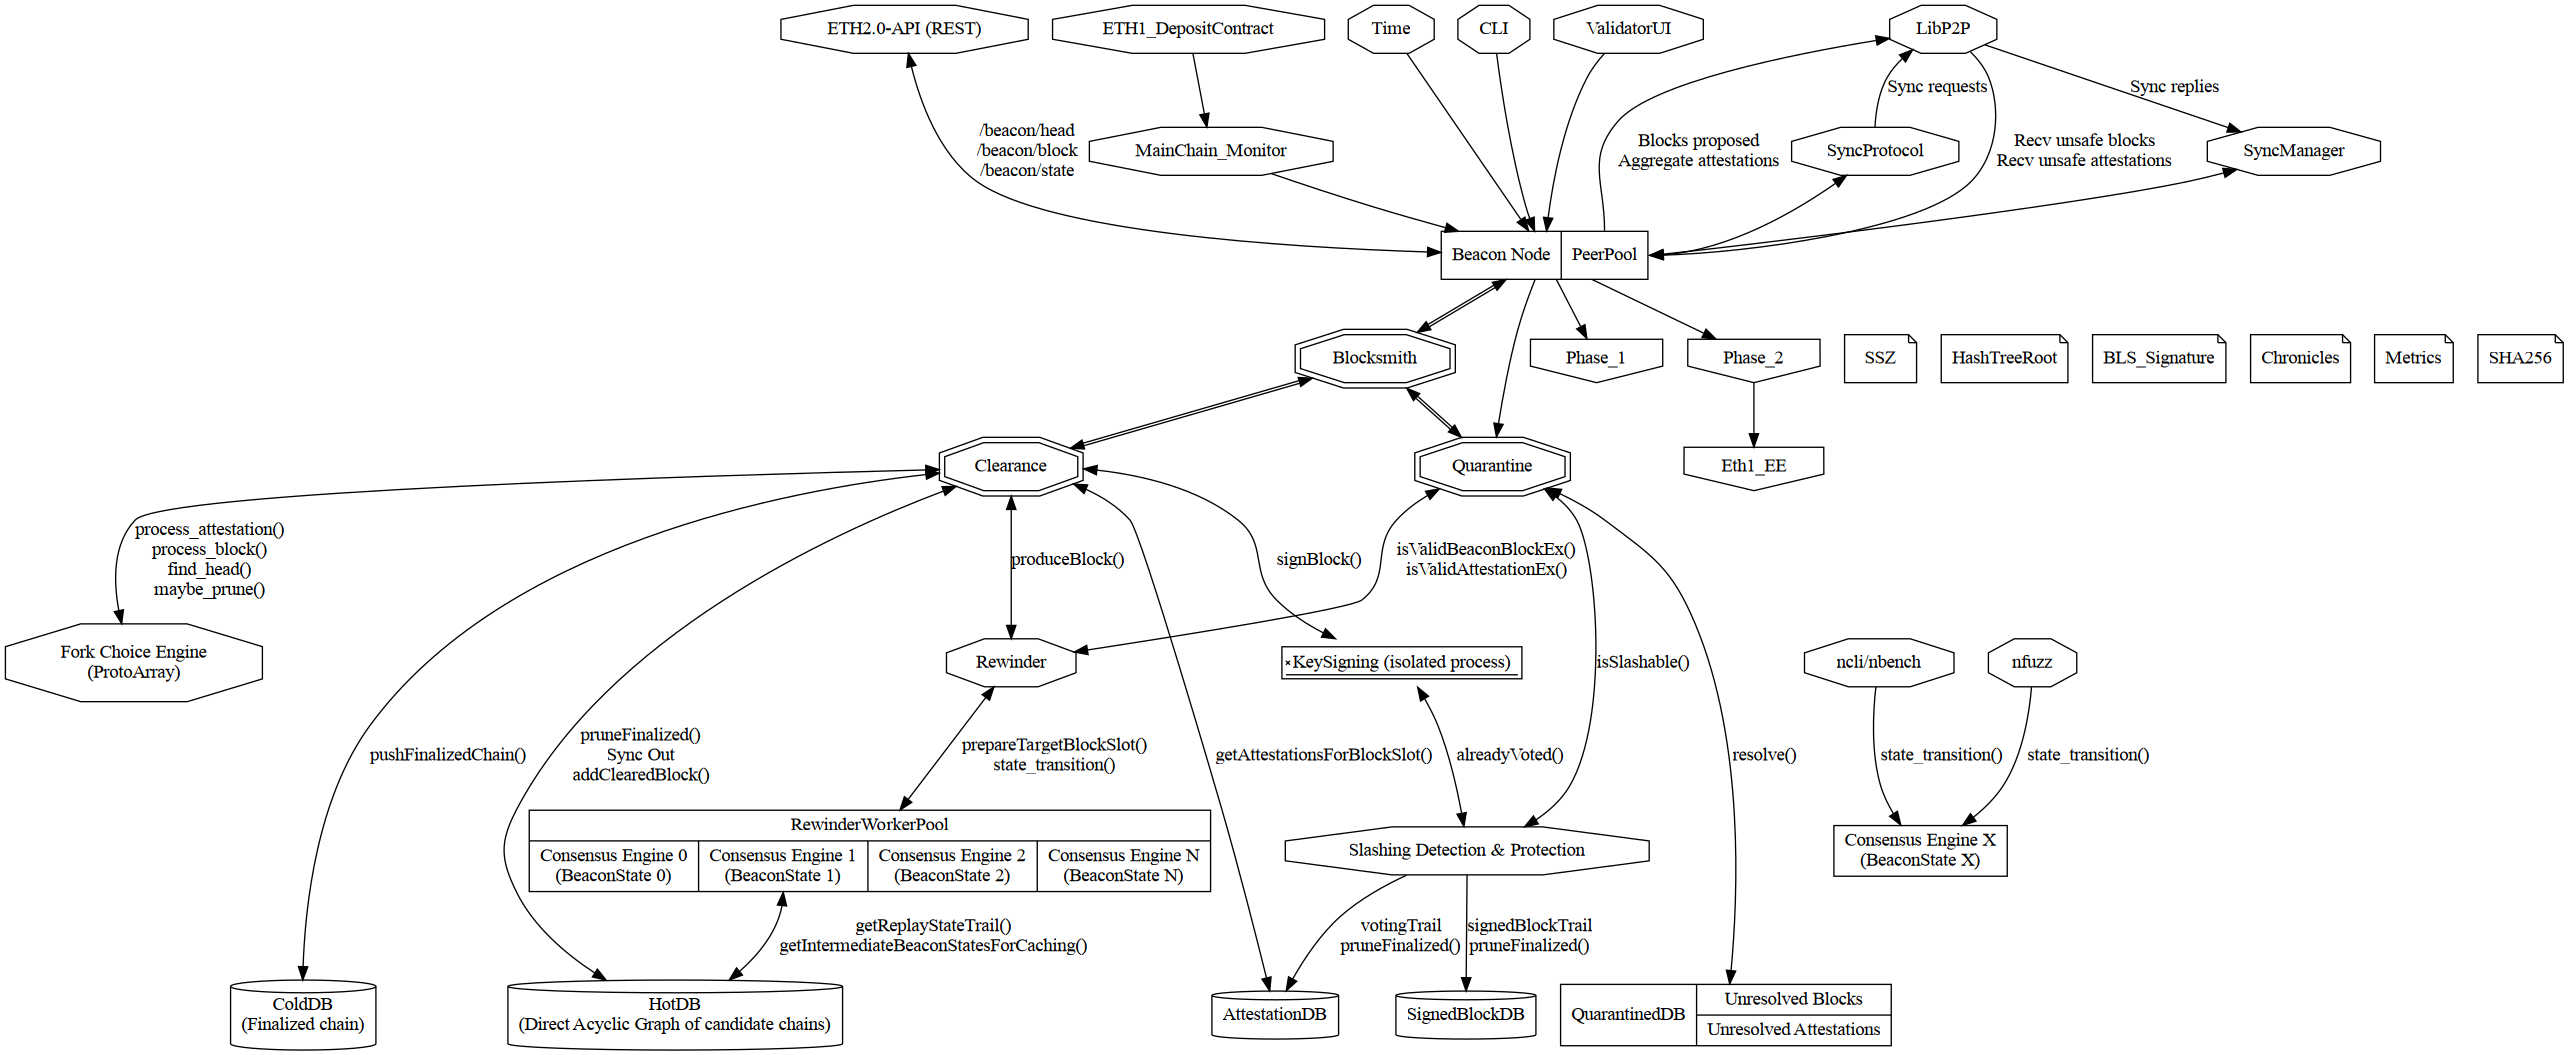 ETH2.0-API (REST)
ETH1_DepositContract
Time
CLI
ValidatorUI
LibP2P
Sync requests
Sync replies
/beacon/head
/beacon/block
/beacon/state
MainChain_Monitor
Blocks proposed
Aggregate attestations
SyncProtocol
Recv unsafe blocks
Recv unsafe attestations
SyncManager
Beacon Node
PeerPool
Blocksmith
Phase_1
Phase_2
SSZ
HashTreeRoot
BLS_Signature
Chronicles
Metrics
SHA256
Clearance
Quarantine
Eth1_EE
process_attestation()
process_block()
find_head()
maybe_prune()
produceBlock()
signBlock()
isValidBeaconBlockEx()
isValidAttestationEx()
Fork Choice Engine
(ProtoArray)
Rewinder
KeySigning (isolated process)
isSlashable()
ncli/nbench
nfuzz
pushFinalizedChain()
pruneFinalized()
Sync Out
addClearedBlock()
prepareTargetBlockSlot()
state_transition()
getAttestationsForBlockSlot()
alreadyVoted()
resolve()
state_transition()
state_transition()
RewinderWorkerPool
Consensus Engine 0
(BeaconState 0)
Consensus Engine 1
(BeaconState 1)
Consensus Engine 2
(BeaconState 2)
Consensus Engine N
(BeaconState N)
Slashing Detection & Protection
Consensus Engine X
(BeaconState X)
getReplayStateTrail()
getIntermediateBeaconStatesForCaching()
votingTrail
pruneFinalized()
signedBlockTrail
pruneFinalized()
ColdDB
(Finalized chain)
HotDB
(Direct Acyclic Graph of candidate chains)
AttestationDB
SignedBlockDB
QuarantinedDB
Unresolved Blocks
Unresolved Attestations